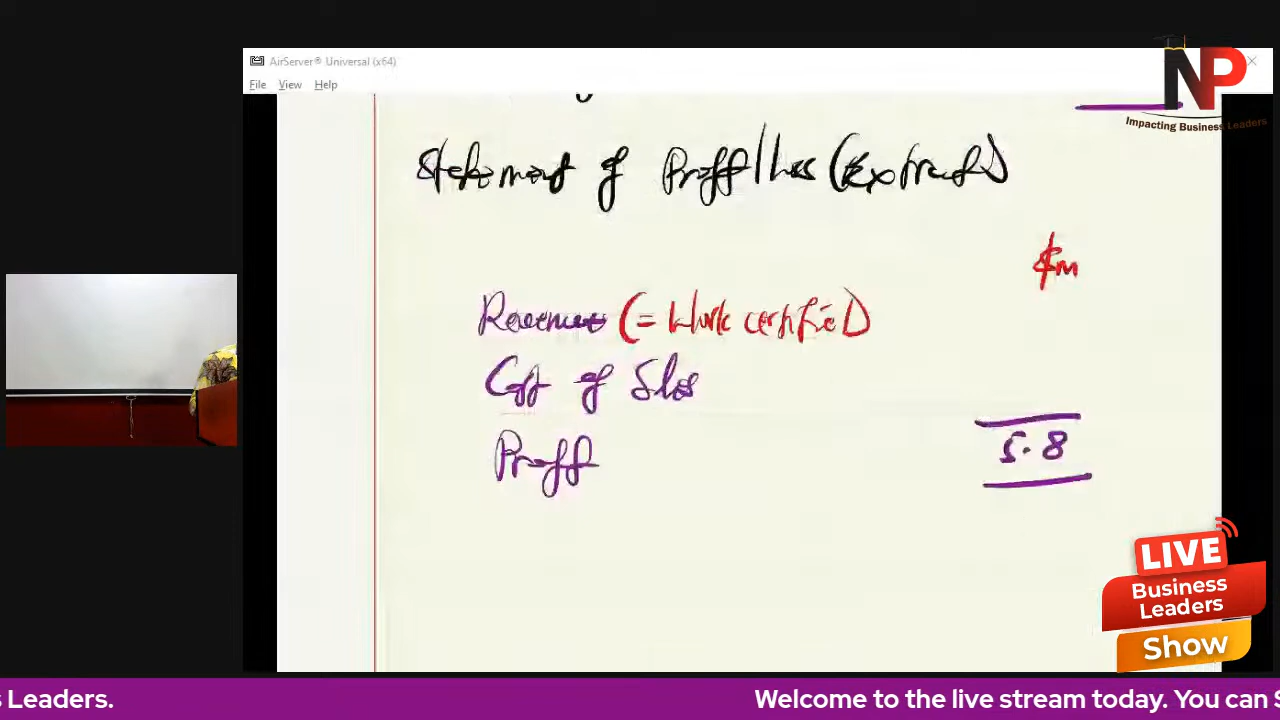 AirServer® Universal (x64)
File View Help
NP
Impacting Business Leaders
Statement of Profit/Loss (Extract)
$m
Revenue (= Work certified)
Cost of Sales
Profit 5.8
LIVE
Business
Leaders
Show
s Leaders. Welcome to the live stream today. You can S